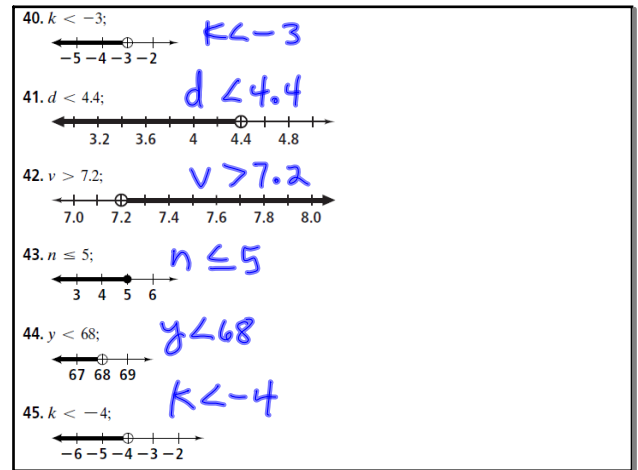 40. k < −3; k < −3
−5 −4 −3 −2
41. d < 4.4; d < 4.4
3.2 3.6 4 4.4 4.8
42. v > 7.2; v > 7.2
7.0 7.2 7.4 7.6 7.8 8.0
43. n ≤ 5; n ≤ 5
3 4 5 6
44. y < 68; y < 68
67 68 69
45. k < −4; k < −4
−6 −5 −4 −3 −2